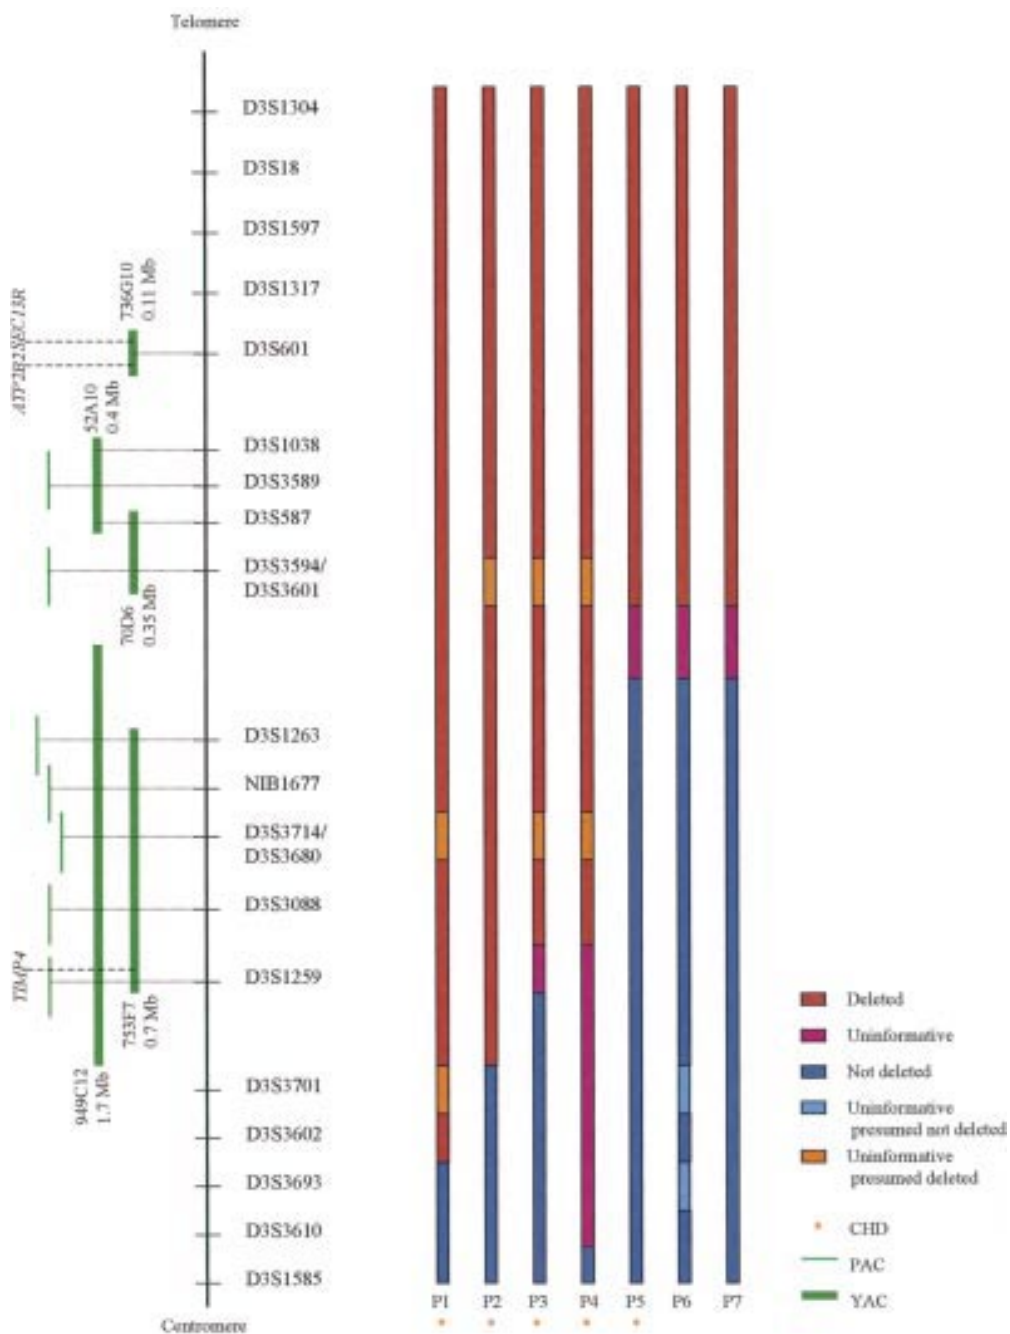 Telomere
D3S1304
D3S18
D3S1597
D3S1317
736G10
0.11 Mb
SEC13R
ATP2B2
D3S601
52A10
0.4 Mb
D3S1038
D3S3589
D3S587
D3S3594/
D3S3601
70D6
0.35 Mb
D3S1263
NIB1677
D3S3714/
D3S3680
D3S3088
TIMP4
D3S1259
753F7
0.7 Mb
949C12
1.7 Mb
D3S3701
D3S3602
D3S3693
D3S3610
D3S1585
Centromere
P1 P2 P3 P4 P5 P6 P7
Deleted
Uninformative
Not deleted
Uninformative
presumed not deleted
Uninformative
presumed deleted
CHD
PAC
YAC